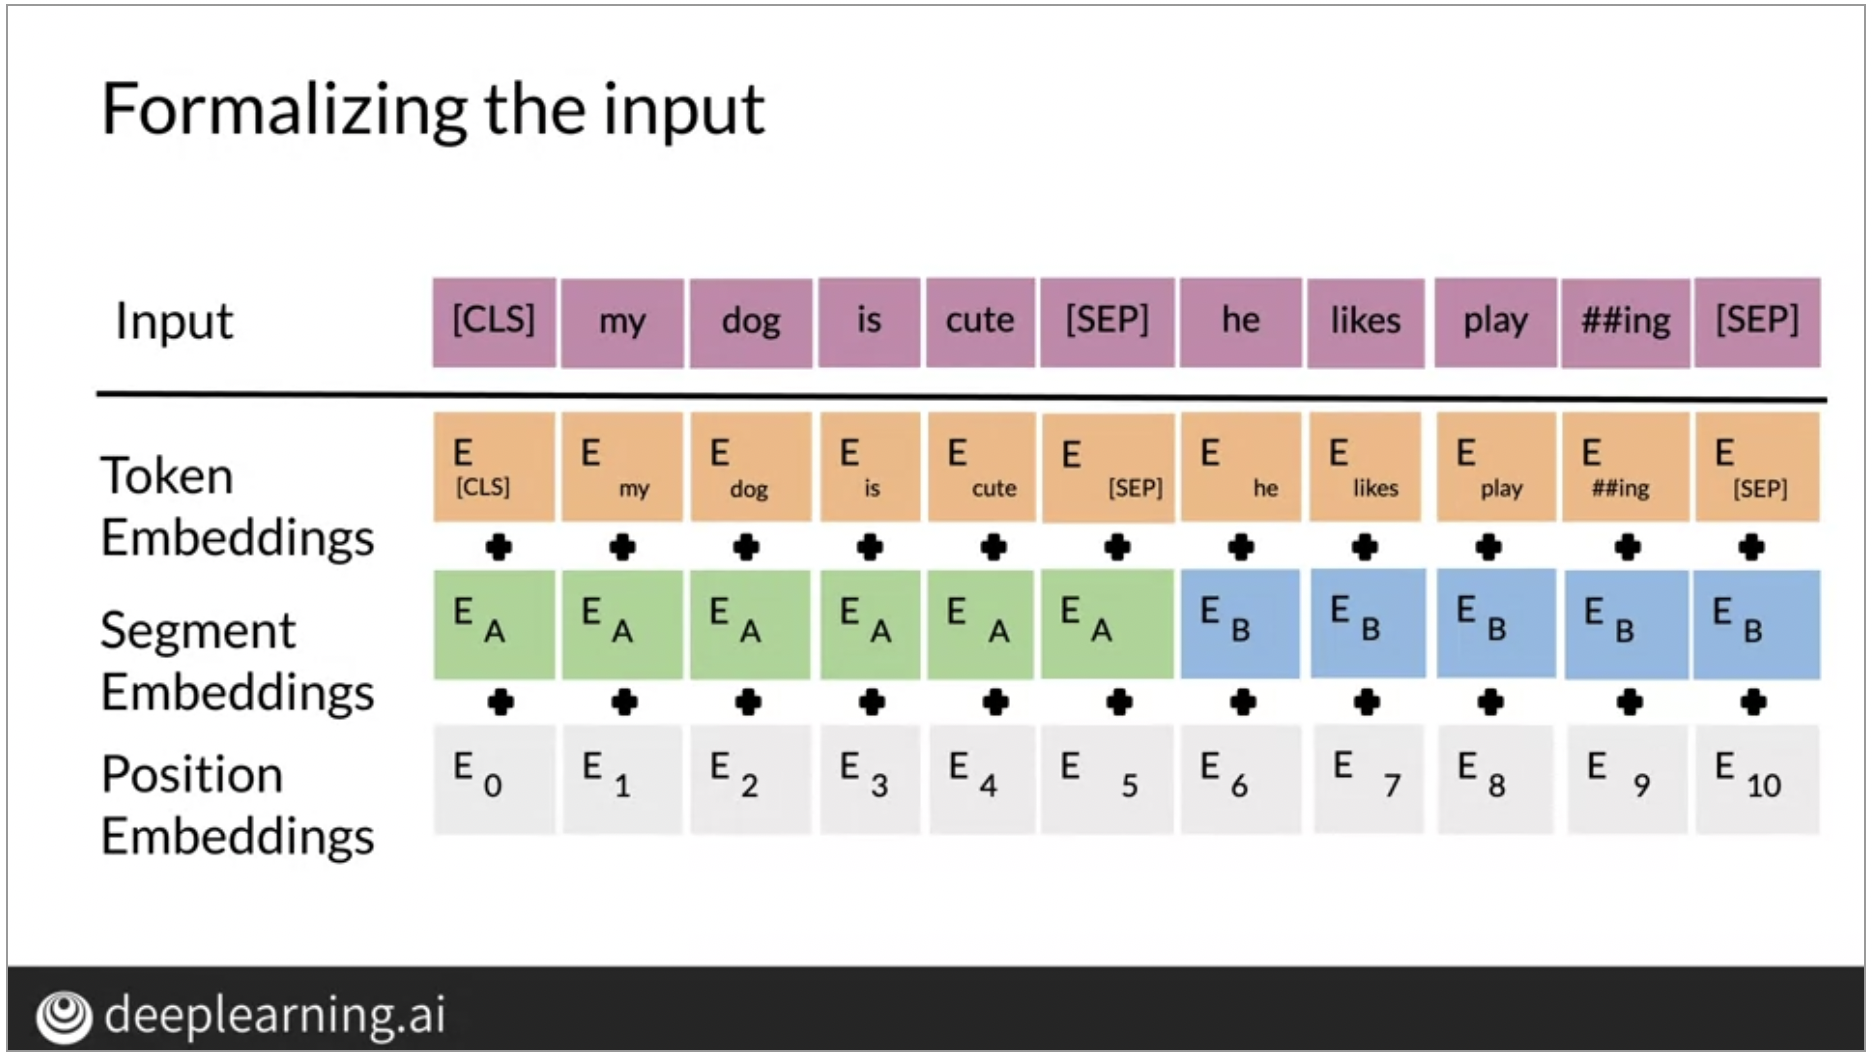 Formalizing the input
Input [CLS] my dog is cute [SEP] he likes play ##ing [SEP]
Token Embeddings E [CLS] E my E dog E is E cute E [SEP] E he E likes E play E ##ing E [SEP]
Segment Embeddings E A E A E A E A E A E A E B E B E B E B E B
Position Embeddings E 0 E 1 E 2 E 3 E 4 E 5 E 6 E 7 E 8 E 9 E 10
deeplearning.ai